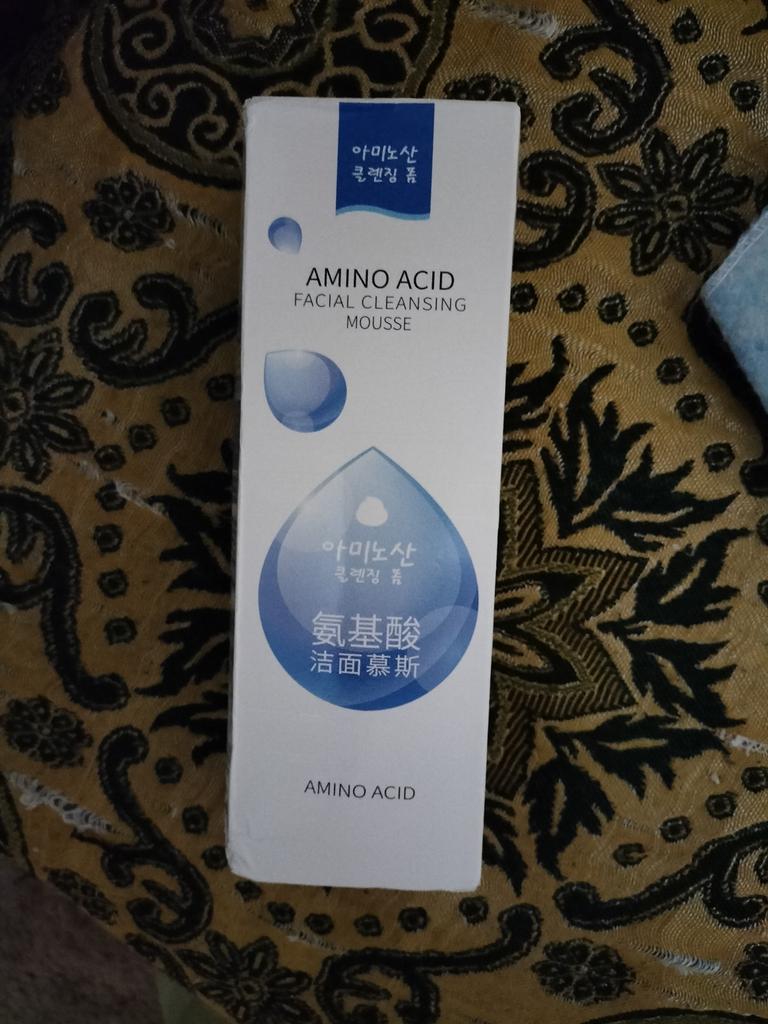 아미노산
클렌징 폼
AMINO ACID
FACIAL CLEANSING
MOUSSE
아미노산
클렌징 폼
氨基酸
洁面慕斯
AMINO ACID